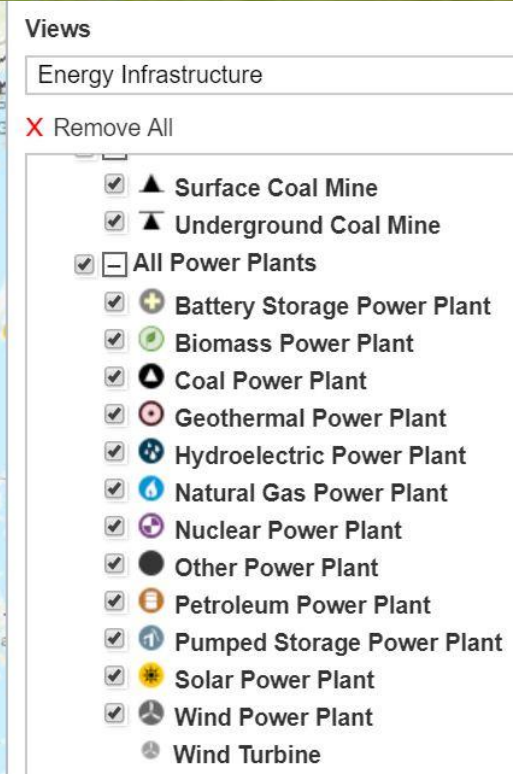 Views
Energy Infrastructure
X Remove All
Surface Coal Mine
Underground Coal Mine
All Power Plants
Battery Storage Power Plant
Biomass Power Plant
Coal Power Plant
Geothermal Power Plant
Hydroelectric Power Plant
Natural Gas Power Plant
Nuclear Power Plant
Other Power Plant
Petroleum Power Plant
Pumped Storage Power Plant
Solar Power Plant
Wind Power Plant
Wind Turbine